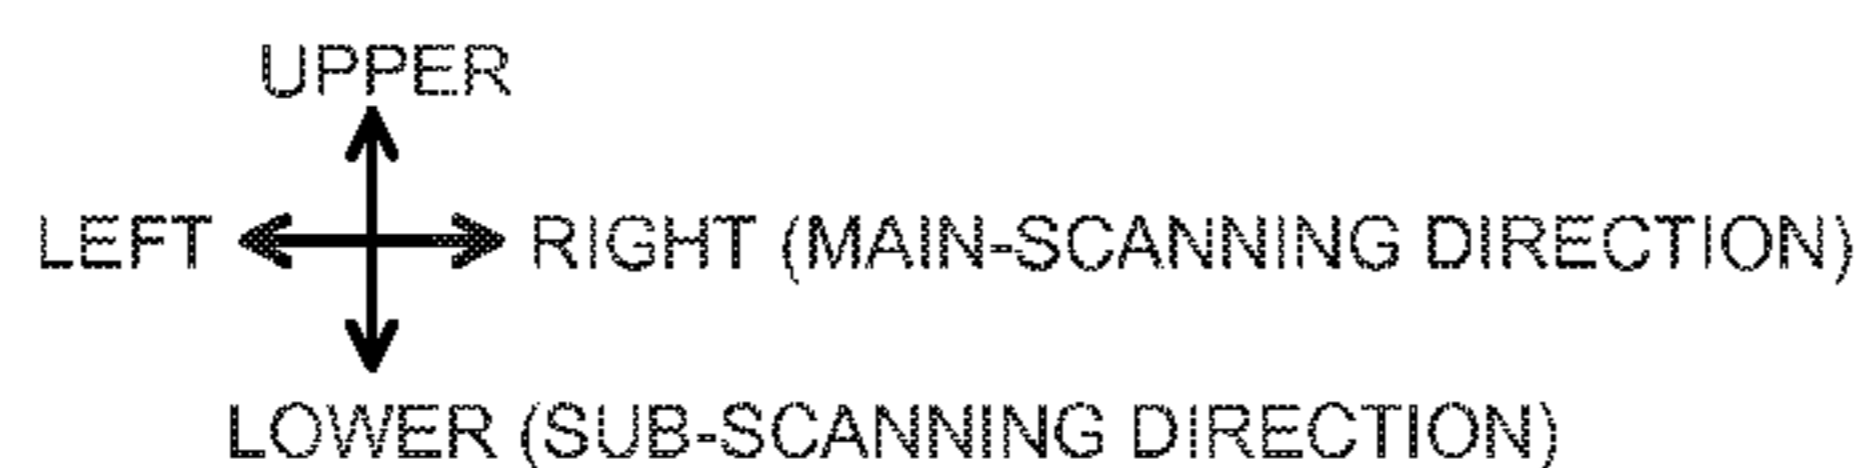 UPPER
LEFT RIGHT (MAIN-SCANNING DIRECTION)
LOWER (SUB-SCANNING DIRECTION)